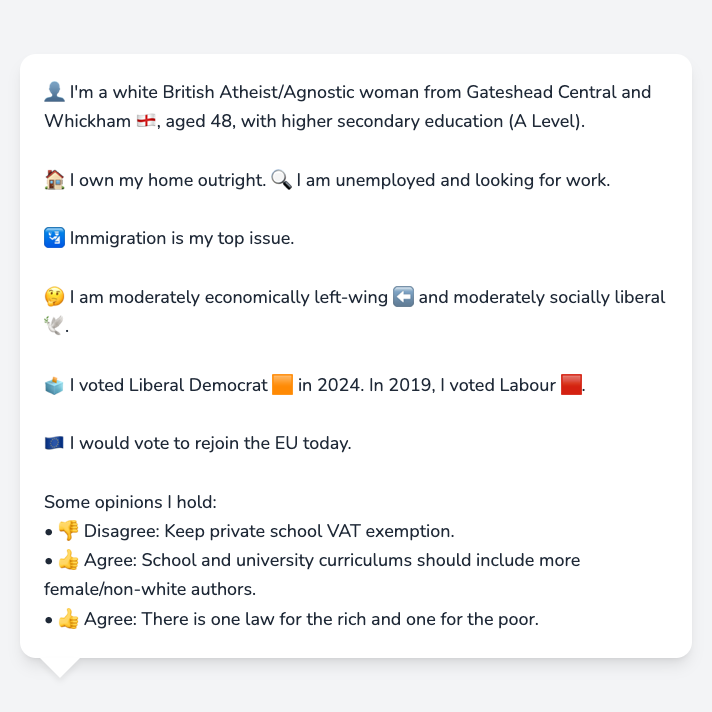 👤 I'm a white British Atheist/Agnostic woman from Gateshead Central and
Whickham 🏴󠁧󠁢󠁥󠁮󠁧󠁿, aged 48, with higher secondary education (A Level).
🏠 I own my home outright. 🔍 I am unemployed and looking for work.
🛂 Immigration is my top issue.
🤔 I am moderately economically left-wing ⬅️ and moderately socially liberal
🕊️.
🗳️ I voted Liberal Democrat 🟧 in 2024. In 2019, I voted Labour 🟥.
🇪🇺 I would vote to rejoin the EU today.
Some opinions I hold:
• 👎 Disagree: Keep private school VAT exemption.
• 👍 Agree: School and university curriculums should include more
female/non-white authors.
• 👍 Agree: There is one law for the rich and one for the poor.